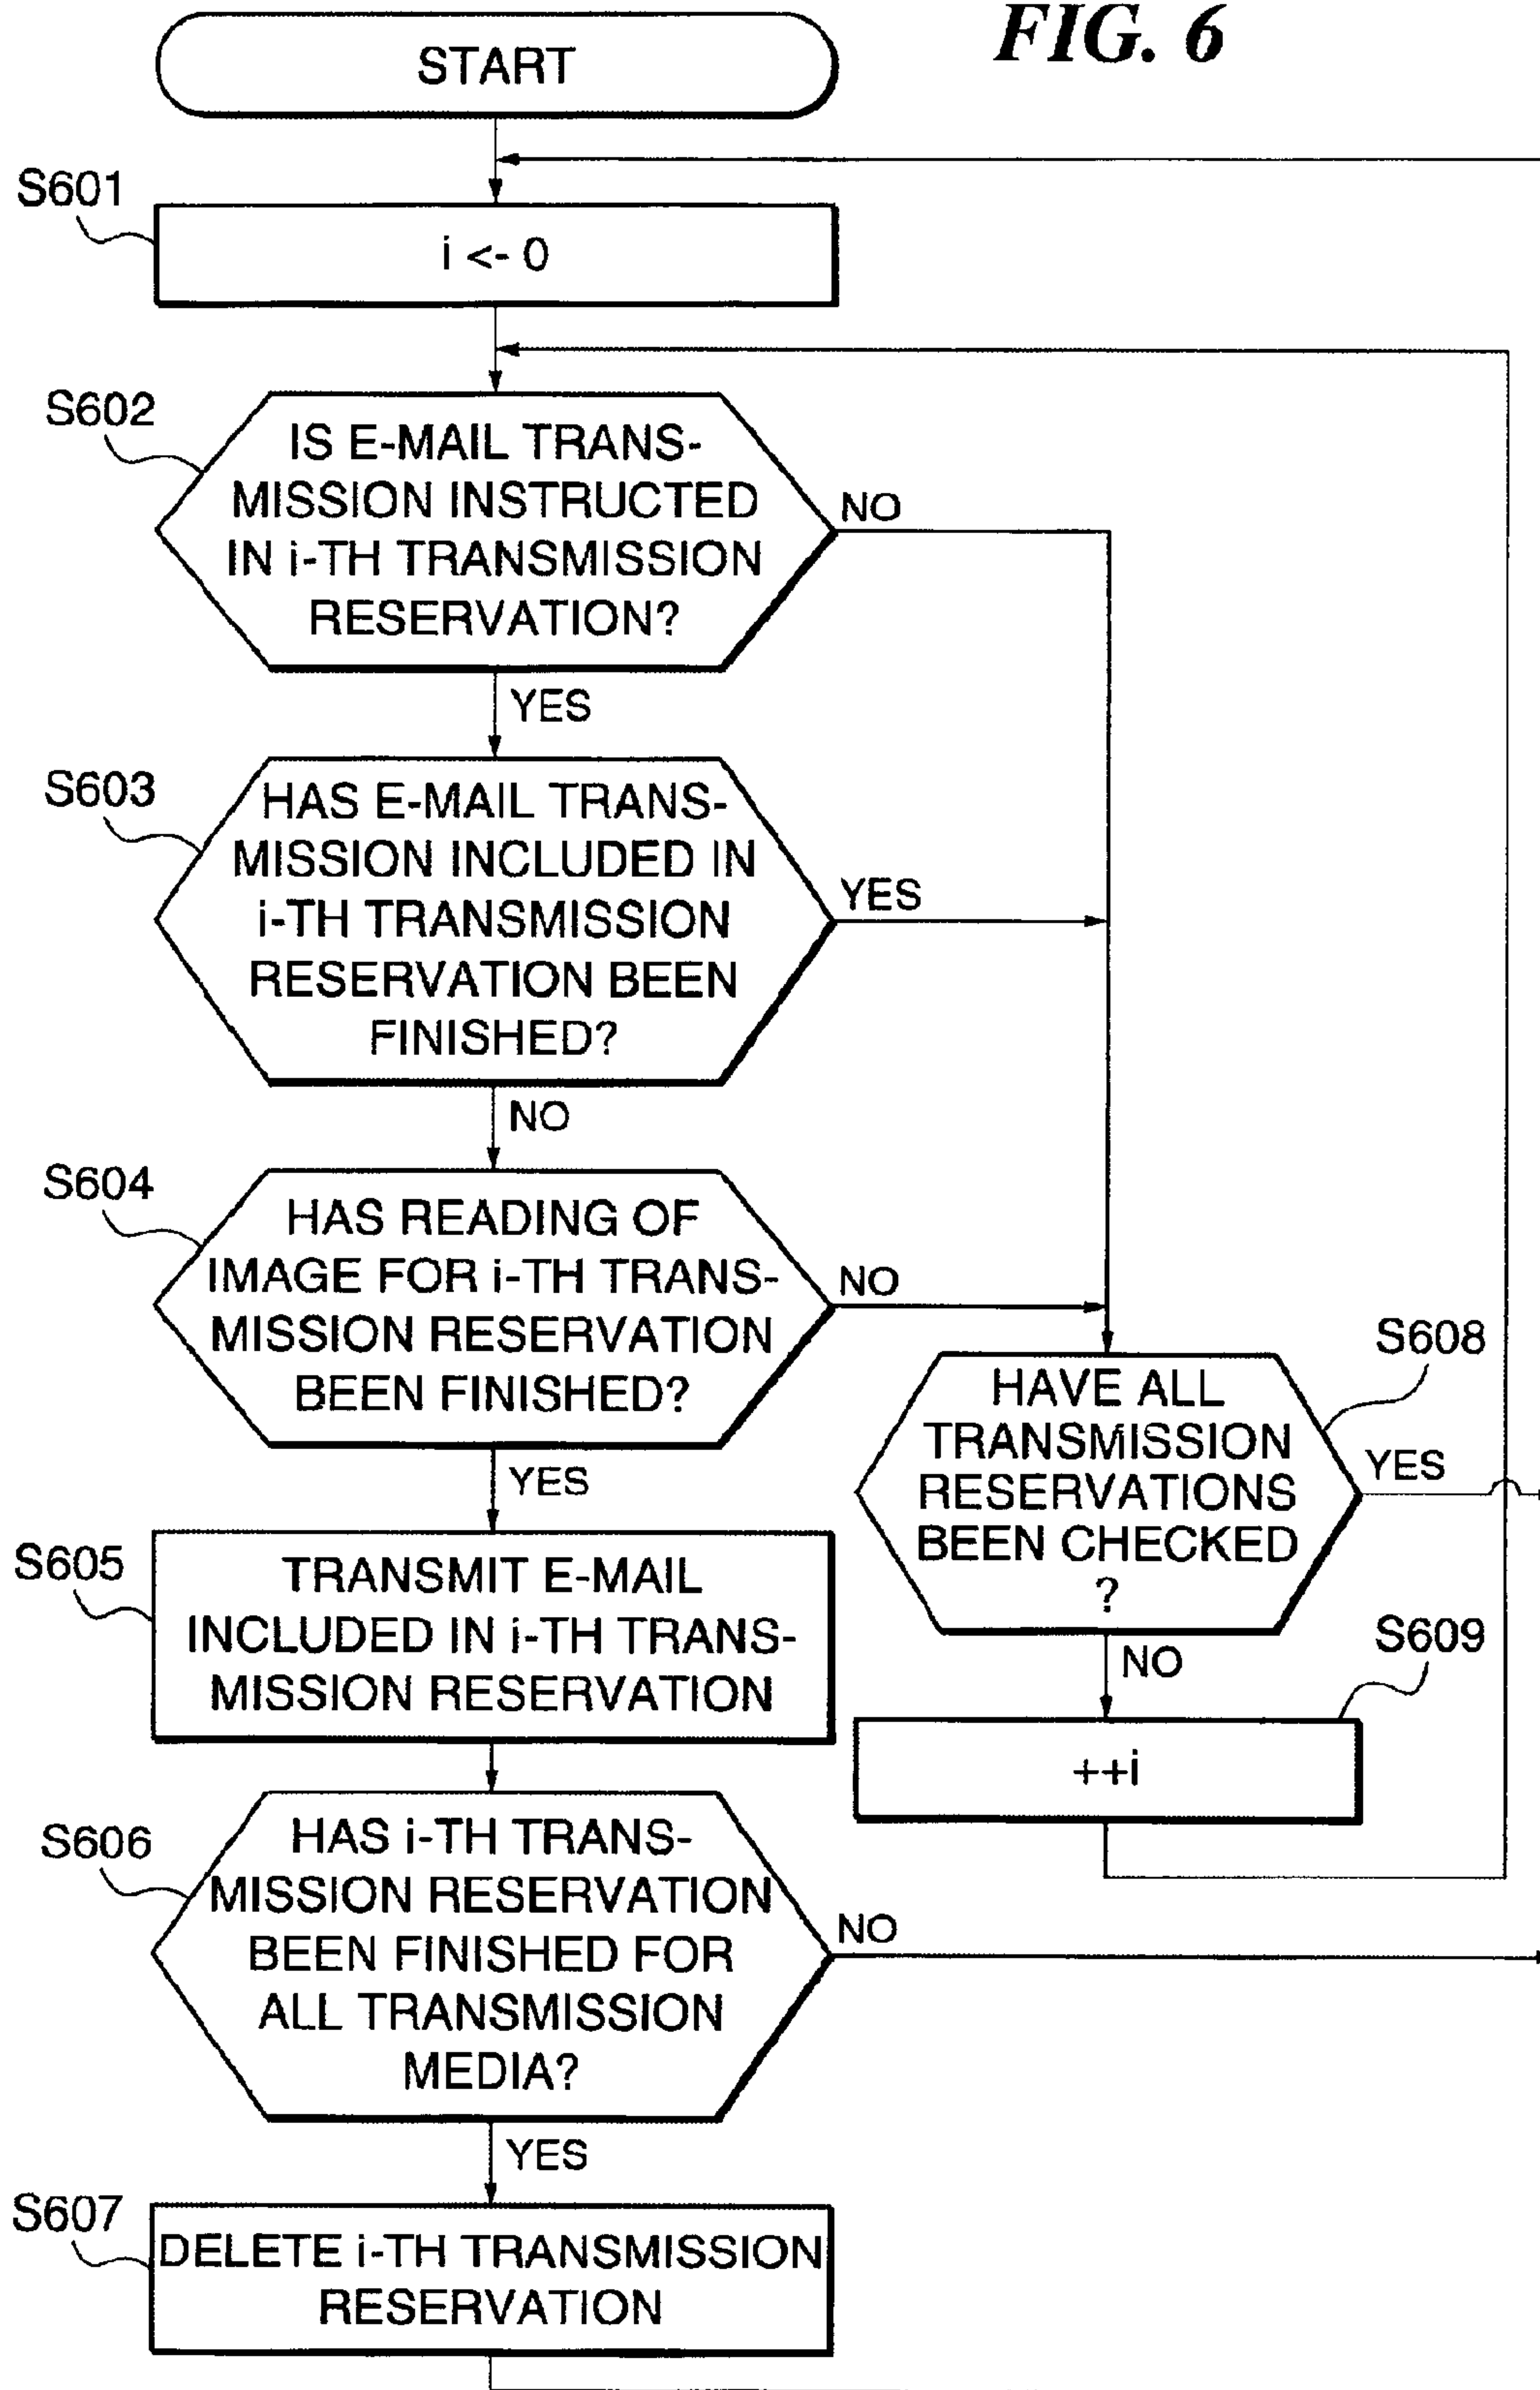 FIG. 6
START
S601
i <- 0
S602
IS E-MAIL TRANS-
MISSION INSTRUCTED
IN i-TH TRANSMISSION
RESERVATION?
NO
YES
S603
HAS E-MAIL TRANS-
MISSION INCLUDED IN
i-TH TRANSMISSION
RESERVATION BEEN
FINISHED?
YES
NO
S604
HAS READING OF
IMAGE FOR i-TH TRANS-
MISSION RESERVATION
BEEN FINISHED?
NO
YES
S605
TRANSMIT E-MAIL
INCLUDED IN i-TH TRANS-
MISSION RESERVATION
S606
HAS i-TH TRANS-
MISSION RESERVATION
BEEN FINISHED FOR
ALL TRANSMISSION
MEDIA?
NO
YES
S607
DELETE i-TH TRANSMISSION
RESERVATION
S608
HAVE ALL
TRANSMISSION
RESERVATIONS
BEEN CHECKED
?
YES
NO
S609
++i